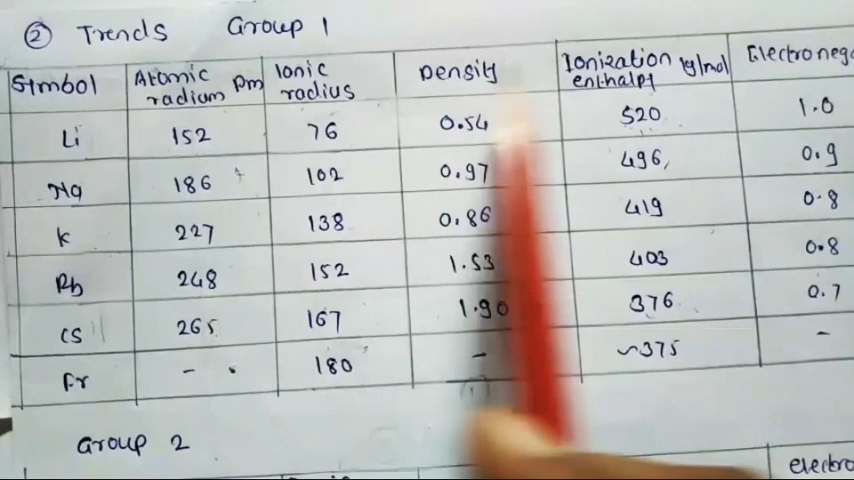 ② Trends Group 1
Symbol Atomic radium Pm Ionic radius Density Ionization enthalpy kj/mol Electronega
Li 152 76 0.54 520 1.0
Na 186 102 0.97 496 0.9
K 227 138 0.86 419 0.8
Rb 248 152 1.53 403 0.8
Cs 265 167 1.90 376 0.7
Fr - 180 - ~375 -
Group 2
electro